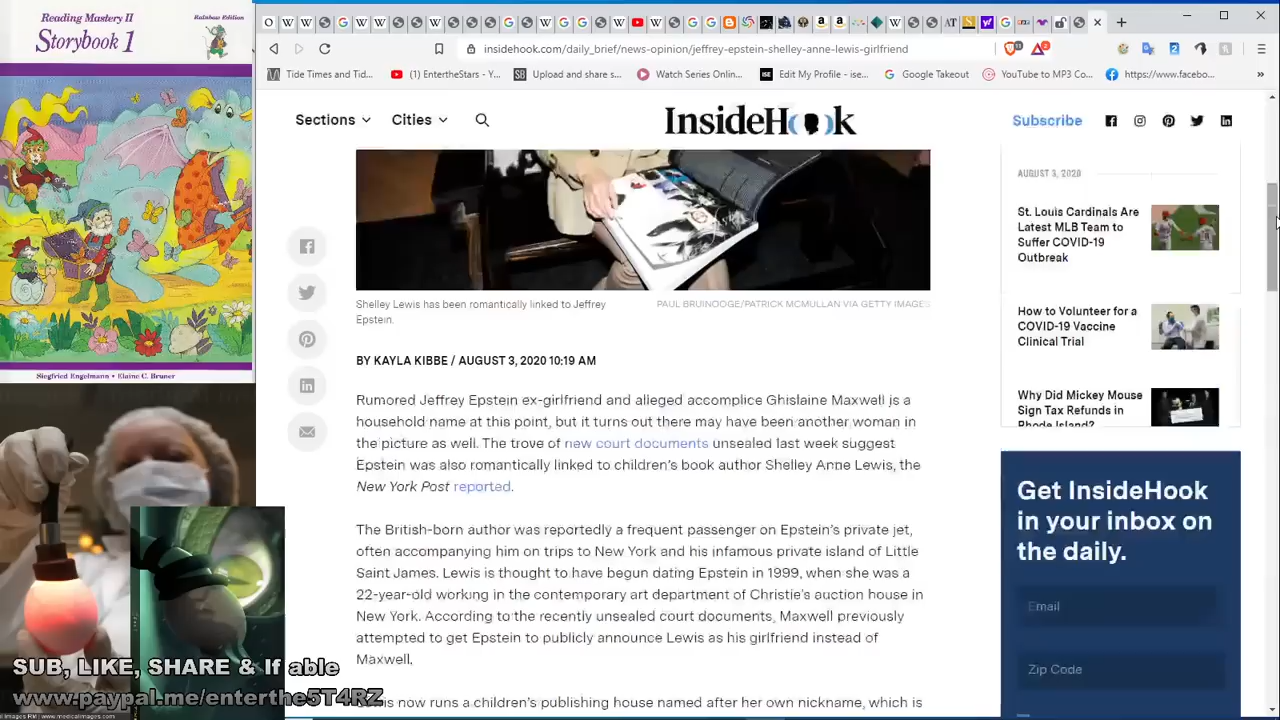 Reading Mastery II
Storybook 1
Rainbow Edition
Siegfried Engelmann • Elaine C. Bruner
insidehook.com/daily_brief/news-opinion/jeffrey-epstein-shelley-anne-lewis-girlfriend
Tide Times and Tid...
(1) EntertheStars - Y...
Upload and share s...
Watch Series Onlin...
Edit My Profile - ise...
Google Takeout
YouTube to MP3 Co...
https://www.facebo...
Sections
Cities
InsideHook
Subscribe
Shelley Lewis has been romantically linked to Jeffrey
Epstein.
PAUL BRUINOOGE/PATRICK MCMULLAN VIA GETTY IMAGES
BY KAYLA KIBBE / AUGUST 3, 2020 10:19 AM
Rumored Jeffrey Epstein ex-girlfriend and alleged accomplice Ghislaine Maxwell is a
household name at this point, but it turns out there may have been another woman in
the picture as well. The trove of new court documents unsealed last week suggest
Epstein was also romantically linked to children's book author Shelley Anne Lewis, the
New York Post reported.
The British-born author was reportedly a frequent passenger on Epstein's private jet,
often accompanying him on trips to New York and his infamous private island of Little
Saint James. Lewis is thought to have begun dating Epstein in 1999, when she was a
22-year-old working in the contemporary art department of Christie's auction house in
New York. According to the recently unsealed court documents, Maxwell previously
attempted to get Epstein to publicly announce Lewis as his girlfriend instead of
Maxwell.
is now runs a children's publishing house named after her own nickname, which is
AUGUST 3, 2020
St. Louis Cardinals Are
Latest MLB Team to
Suffer COVID-19
Outbreak
How to Volunteer for a
COVID-19 Vaccine
Clinical Trial
Why Did Mickey Mouse
Sign Tax Refunds in
Rhode Island?
Get InsideHook
in your inbox on
the daily.
Email
Zip Code
SUB, LIKE, SHARE & If able
www.paypal.me/enterthe5T4RZ
Images RM | www.medicalimages.com